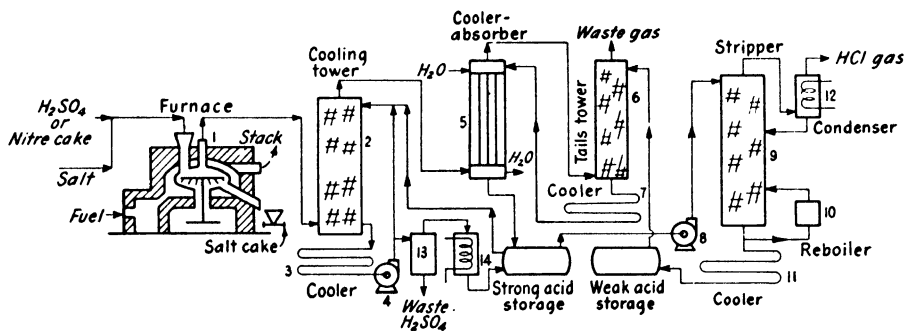 Cooler-
absorber
Waste gas
Stripper
HCl gas
Cooling
tower
H₂O
H₂SO₄
or
Nitre cake
Furnace
1
Stack
2
5
Tails tower
6
9
12
Condenser
Salt
H₂O
Cooler
7
Fuel
10
Salt cake
8
Reboiler
3
13
14
11
Cooler
4
Strong acid
storage
Weak acid
storage
Cooler
Waste
H₂SO₄